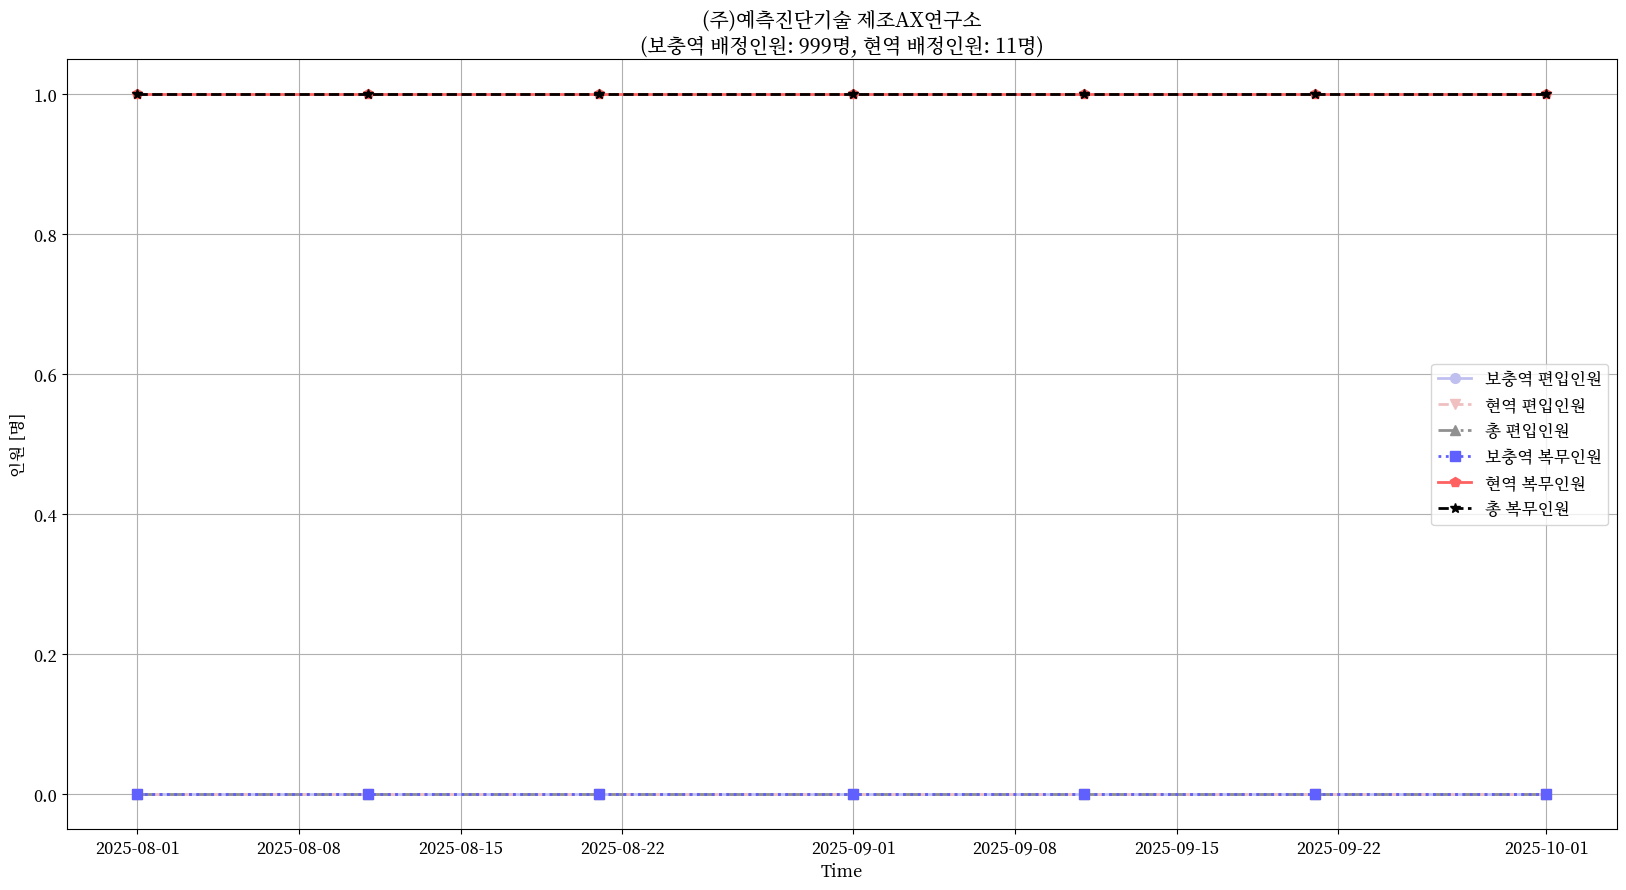 (주)예측진단기술 제조AX연구소
(보충역 배정인원: 999명, 현역 배정인원: 11명)
인원 [명]
1.0
0.8
0.6
0.4
0.2
0.0
보충역 편입인원
현역 편입인원
총 편입인원
보충역 복무인원
현역 복무인원
총 복무인원
2025-08-01
2025-08-08
2025-08-15
2025-08-22
2025-09-01
2025-09-08
2025-09-15
2025-09-22
2025-10-01
Time